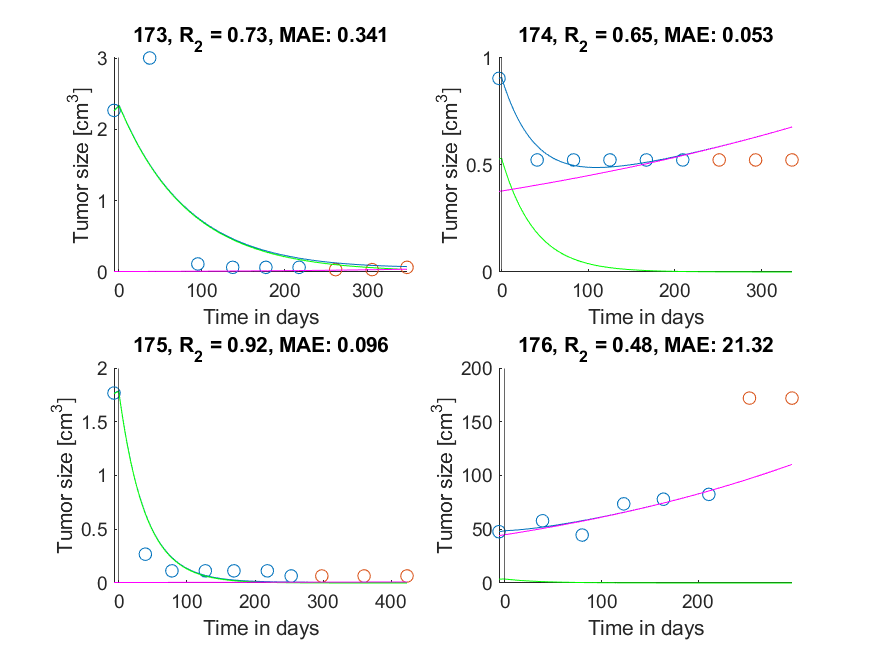 173, R2 = 0.73, MAE: 0.341
3
2
1
0
Tumor size [cm3]
0
100
200
300
Time in days
174, R2 = 0.65, MAE: 0.053
1
0.5
0
Tumor size [cm3]
0
100
200
300
Time in days
175, R2 = 0.92, MAE: 0.096
2
1.5
1
0.5
0
Tumor size [cm3]
0
100
200
300
400
Time in days
176, R2 = 0.48, MAE: 21.32
200
150
100
50
0
Tumor size [cm3]
0
100
200
Time in days